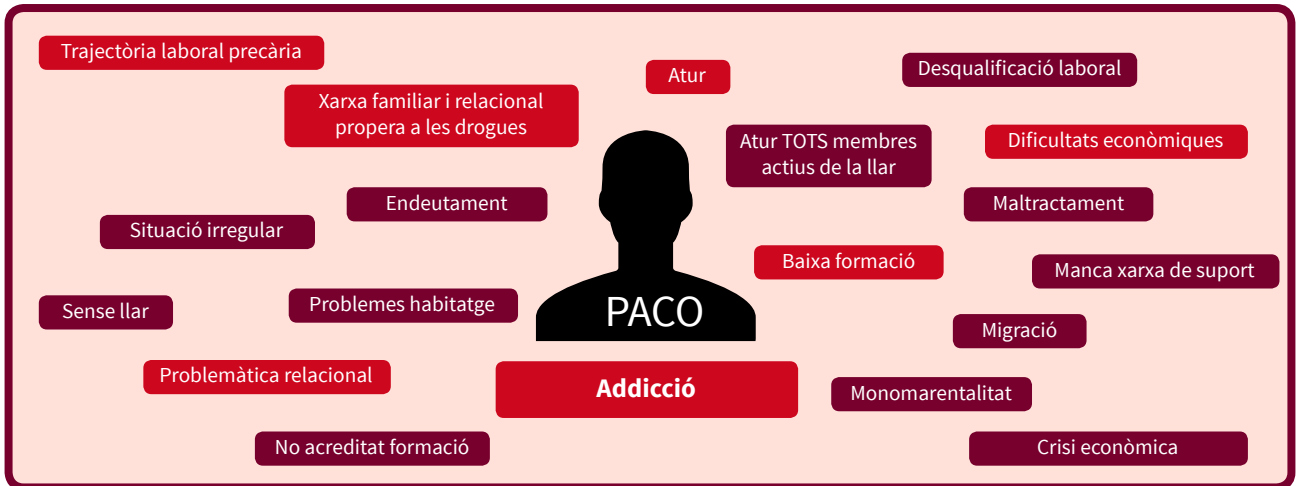 Trajectòria laboral precària
Atur
Desqualificació laboral
Xarxa familiar i relacional
propera a les drogues
Atur TOTS membres
actius de la llar
Dificultats econòmiques
Endeutament
Maltractament
Situació irregular
Baixa formació
Manca xarxa de suport
Sense llar
Problemes habitatge
PACO
Migració
Problemàtica relacional
Addicció
Monomarentalitat
No acreditat formació
Crisi econòmica